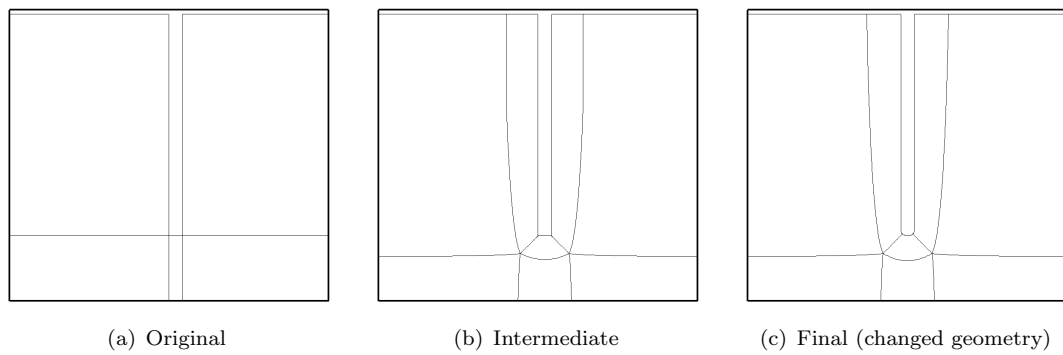 (a) Original
(b) Intermediate
(c) Final (changed geometry)